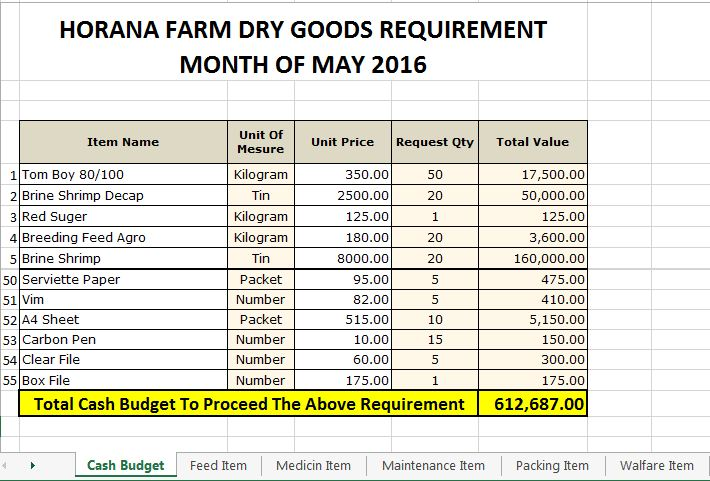 HORANA FARM DRY GOODS REQUIREMENT
MONTH OF MAY 2016
Item Name Unit Of Mesure Unit Price Request Qty Total Value
1 Tom Boy 80/100 Kilogram 350.00 50 17,500.00
2 Brine Shrimp Decap Tin 2500.00 20 50,000.00
3 Red Suger Kilogram 125.00 1 125.00
4 Breeding Feed Agro Kilogram 180.00 20 3,600.00
5 Brine Shrimp Tin 8000.00 20 160,000.00
50 Serviette Paper Packet 95.00 5 475.00
51 Vim Number 82.00 5 410.00
52 A4 Sheet Packet 515.00 10 5,150.00
53 Carbon Pen Number 10.00 15 150.00
54 Clear File Number 60.00 5 300.00
55 Box File Number 175.00 1 175.00
Total Cash Budget To Proceed The Above Requirement 612,687.00
Cash Budget Feed Item Medicin Item Maintenance Item Packing Item Walfare Item